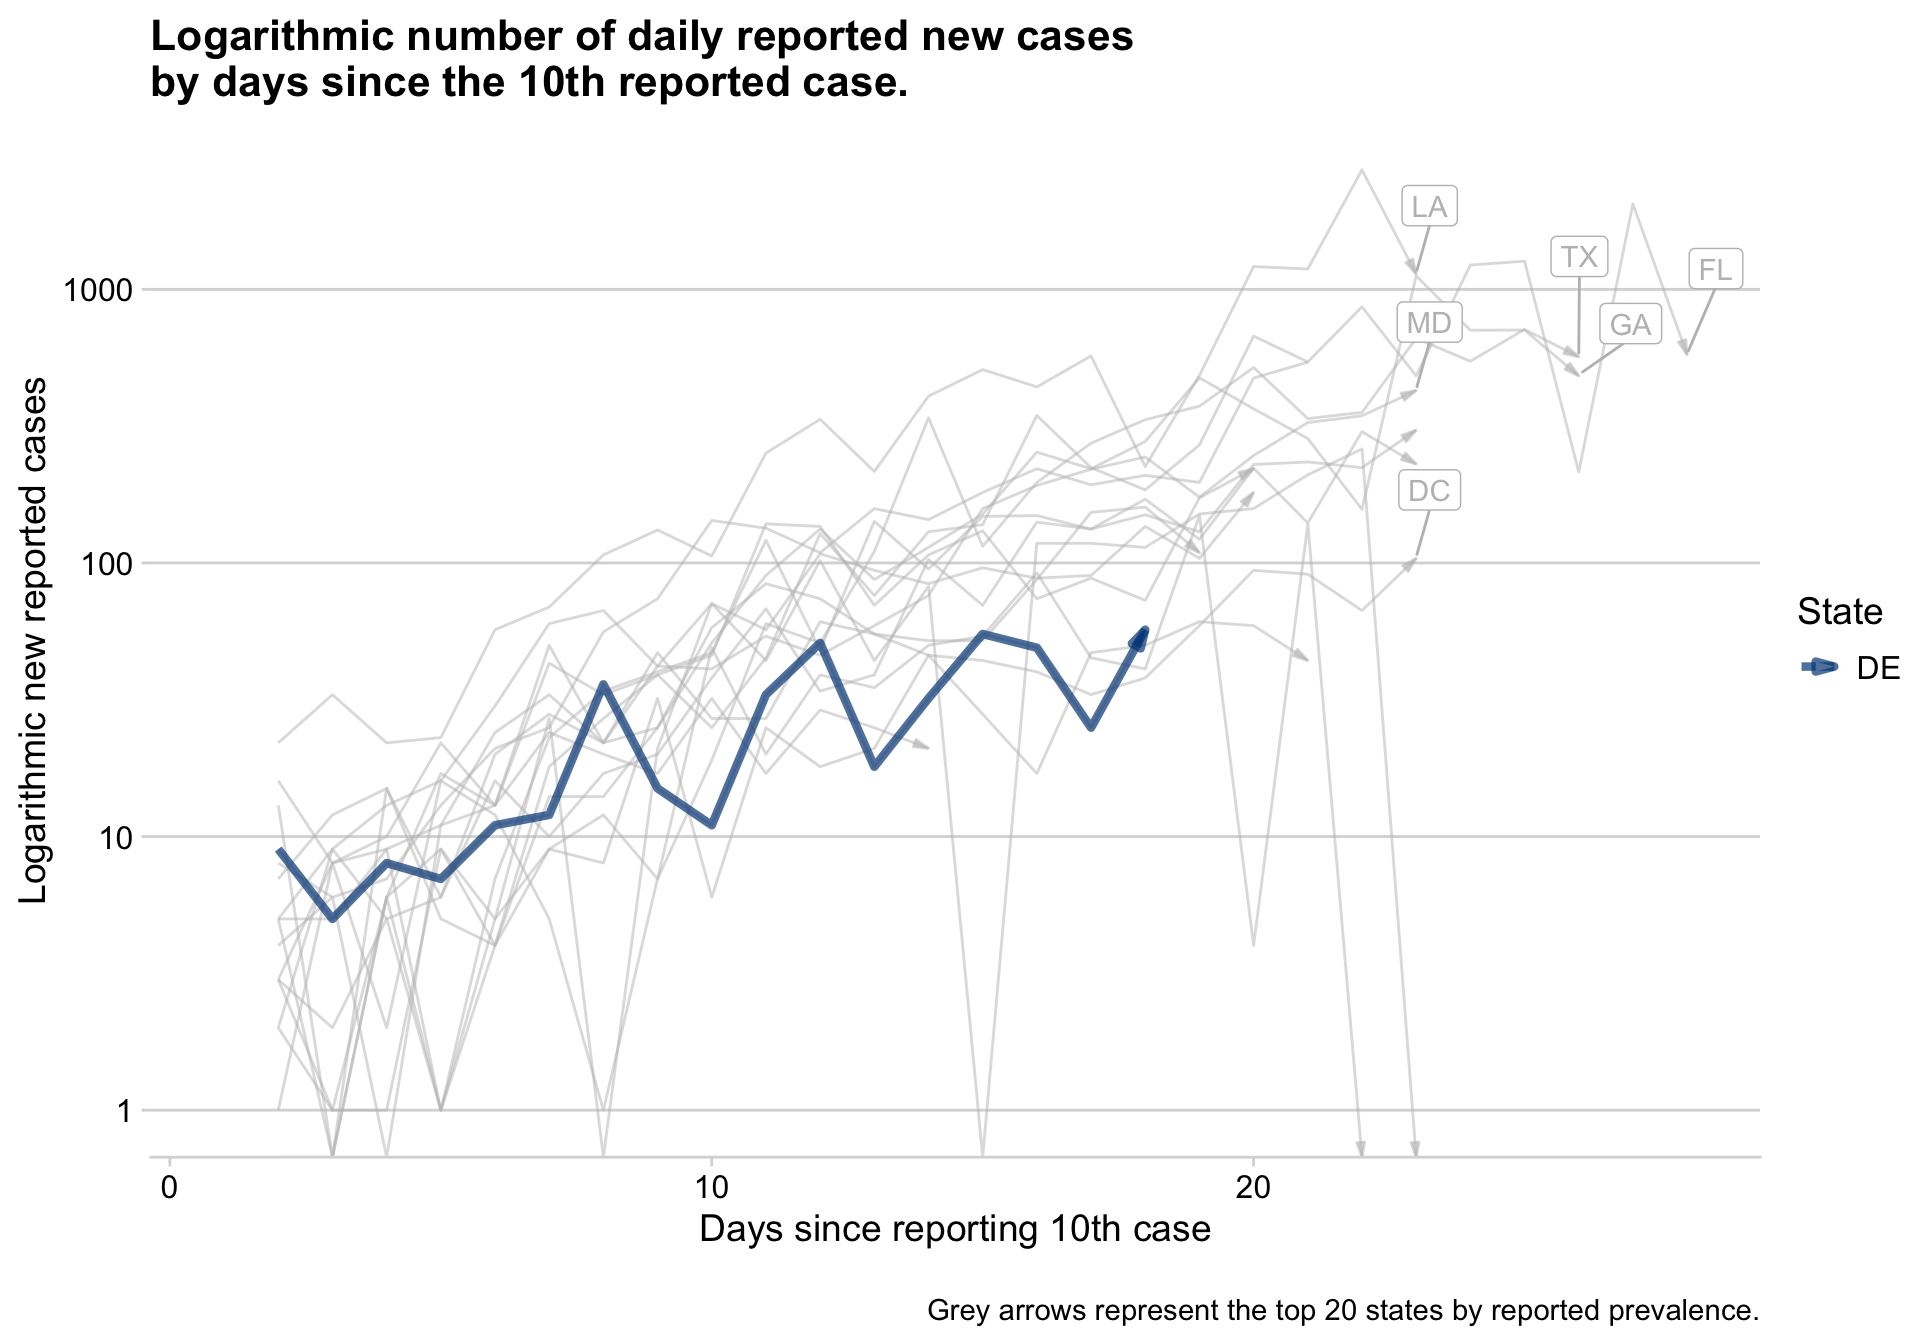 Logarithmic number of daily reported new cases
by days since the 10th reported case.
LA
TX
FL
1000
MD
GA
DC
Logarithmic new reported cases
100
10
1
State
DE
0
10
20
Days since reporting 10th case
Grey arrows represent the top 20 states by reported prevalence.